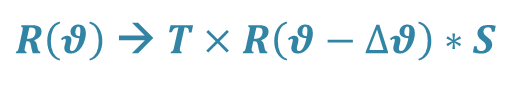 R(ϑ) → T × R(ϑ − Δϑ) ∗ S